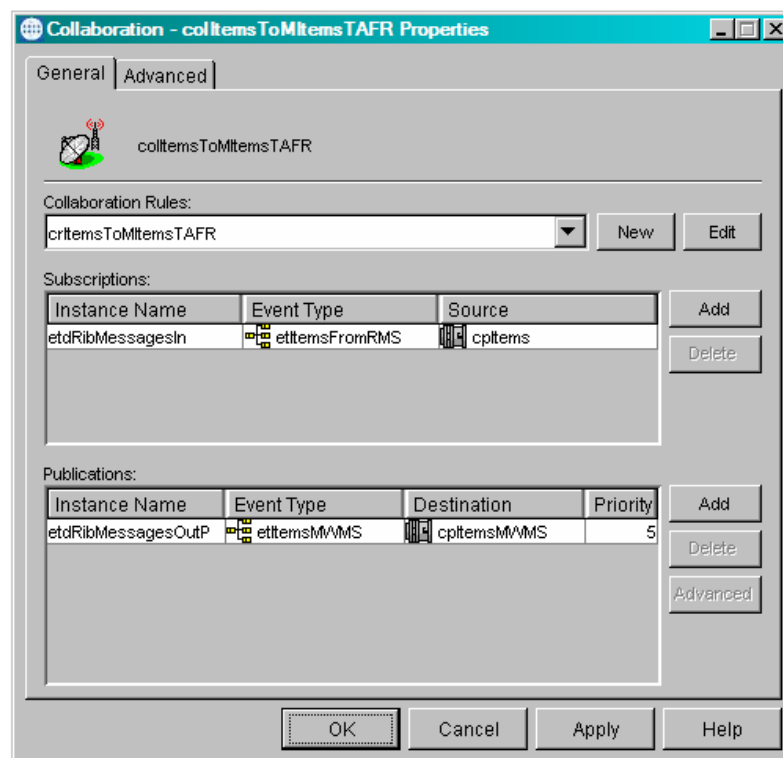 Collaboration - colItemsToMItemsTAFR Properties
General Advanced
colItemsToMItemsTAFR
Collaboration Rules:
crItemsToMItemsTAFR New Edit
Subscriptions:
Instance Name Event Type Source Add
etdRibMessagesIn etItemsFromRMS cpItems
Delete
Publications:
Instance Name Event Type Destination Priority Add
etdRibMessagesOutP etItemsMWMS cpItemsMWMS 5
Delete
Advanced
OK Cancel Apply Help